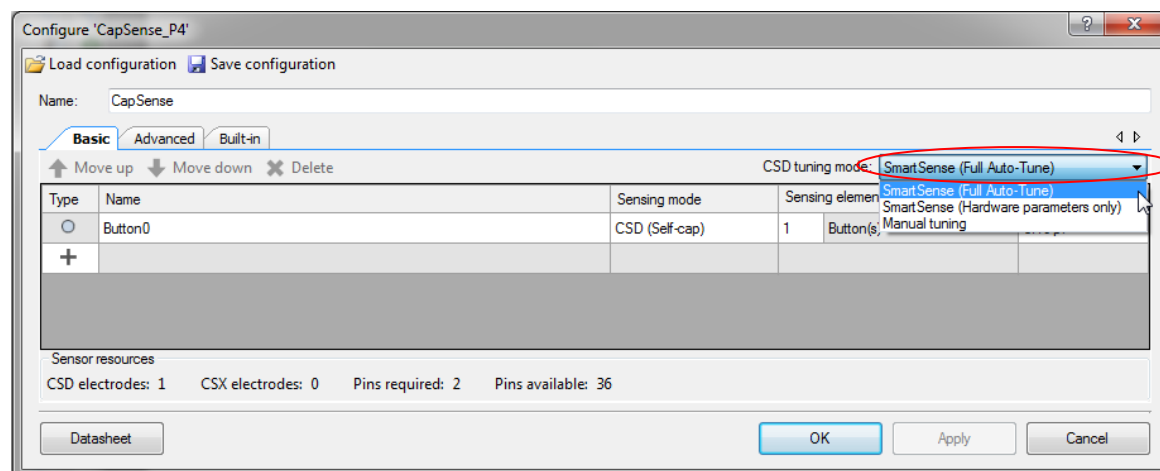 Configure 'CapSense_P4'
Load configuration Save configuration
Name: CapSense
Basic Advanced Built-in
Move up Move down Delete CSD tuning mode: SmartSense (Full Auto-Tune)
SmartSense (Full Auto-Tune)
SmartSense (Hardware parameters only)
Manual tuning
Type Name Sensing mode Sensing elemen
Button0 CSD (Self-cap) 1 Button(s)
Sensor resources
CSD electrodes: 1 CSX electrodes: 0 Pins required: 2 Pins available: 36
Datasheet OK Apply Cancel